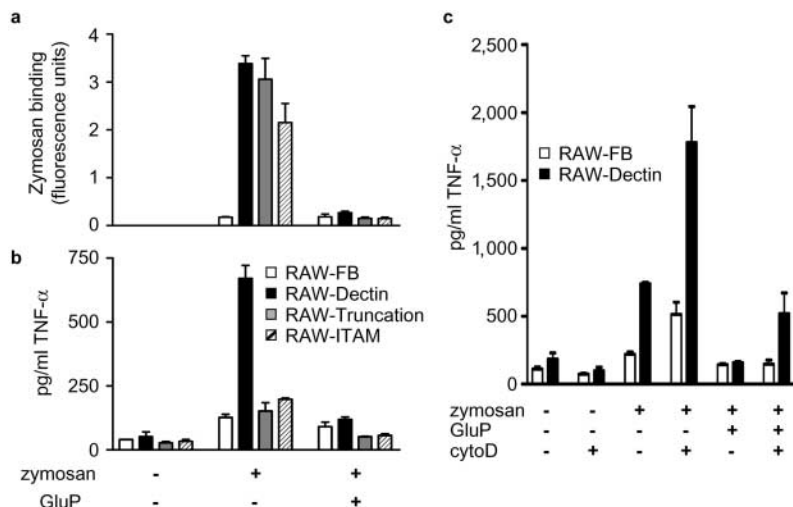 a
Zymosan binding
(fluorescence units)
4
3
2
1
0
b
pg/ml TNF-α
750
500
250
0
RAW-FB
RAW-Dectin
RAW-Truncation
RAW-ITAM
zymosan - + +
GluP - - +
c
pg/ml TNF-α
2,500
2,000
1,750
1,500
1,000
500
0
RAW-FB
RAW-Dectin
zymosan - - + + + +
GluP - - - - + +
cytoD - + - + - +